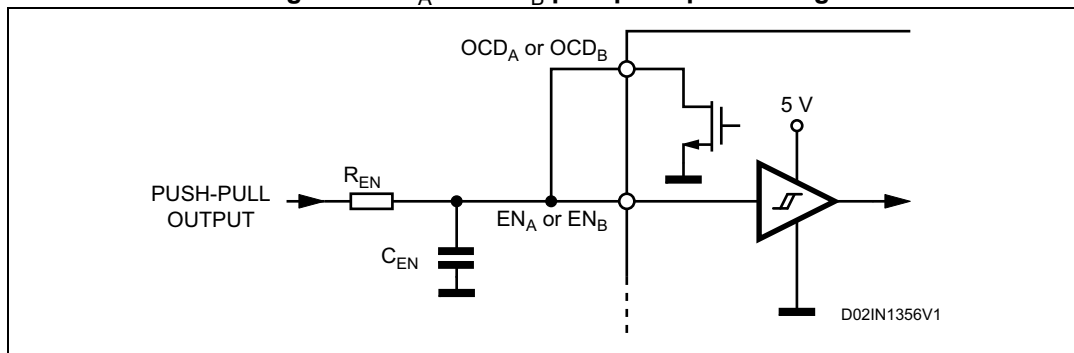 OCD_A or OCD_B
5 V
R_EN
PUSH-PULL
OUTPUT
EN_A or EN_B
C_EN
D02IN1356V1